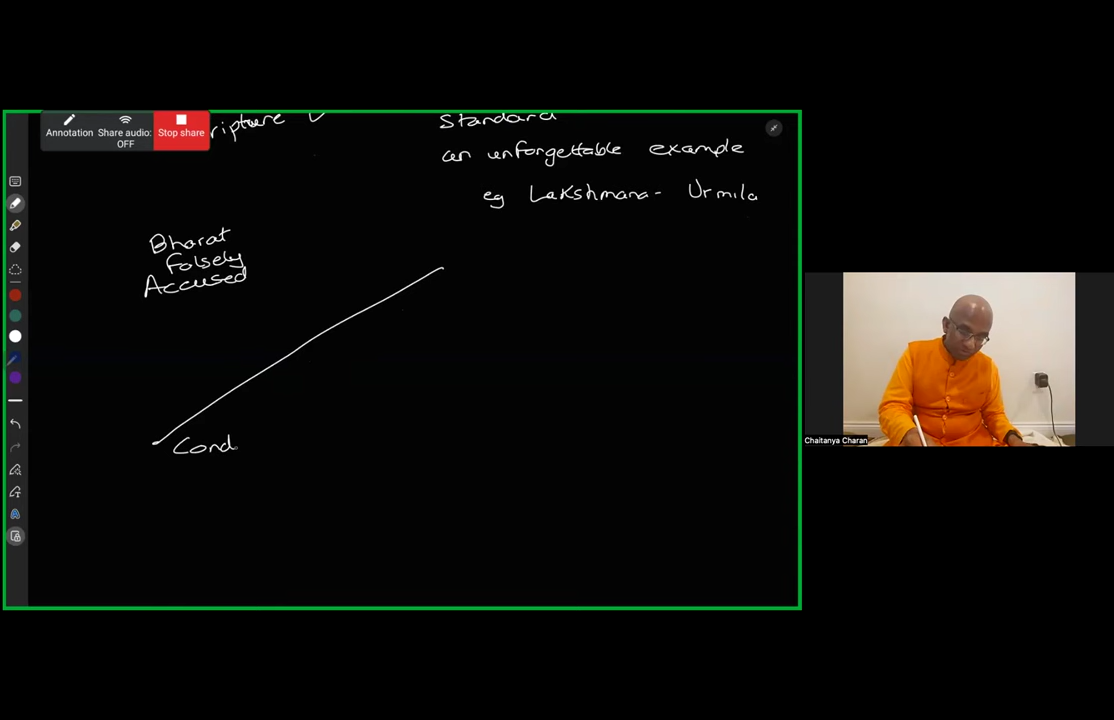 Annotation
Share audio:
OFF
Stop share
Standard
an unforgettable example
eg Lakshmana- Urmila
Bharat
Falsely
Accused
Cond
Chaitanya Charan